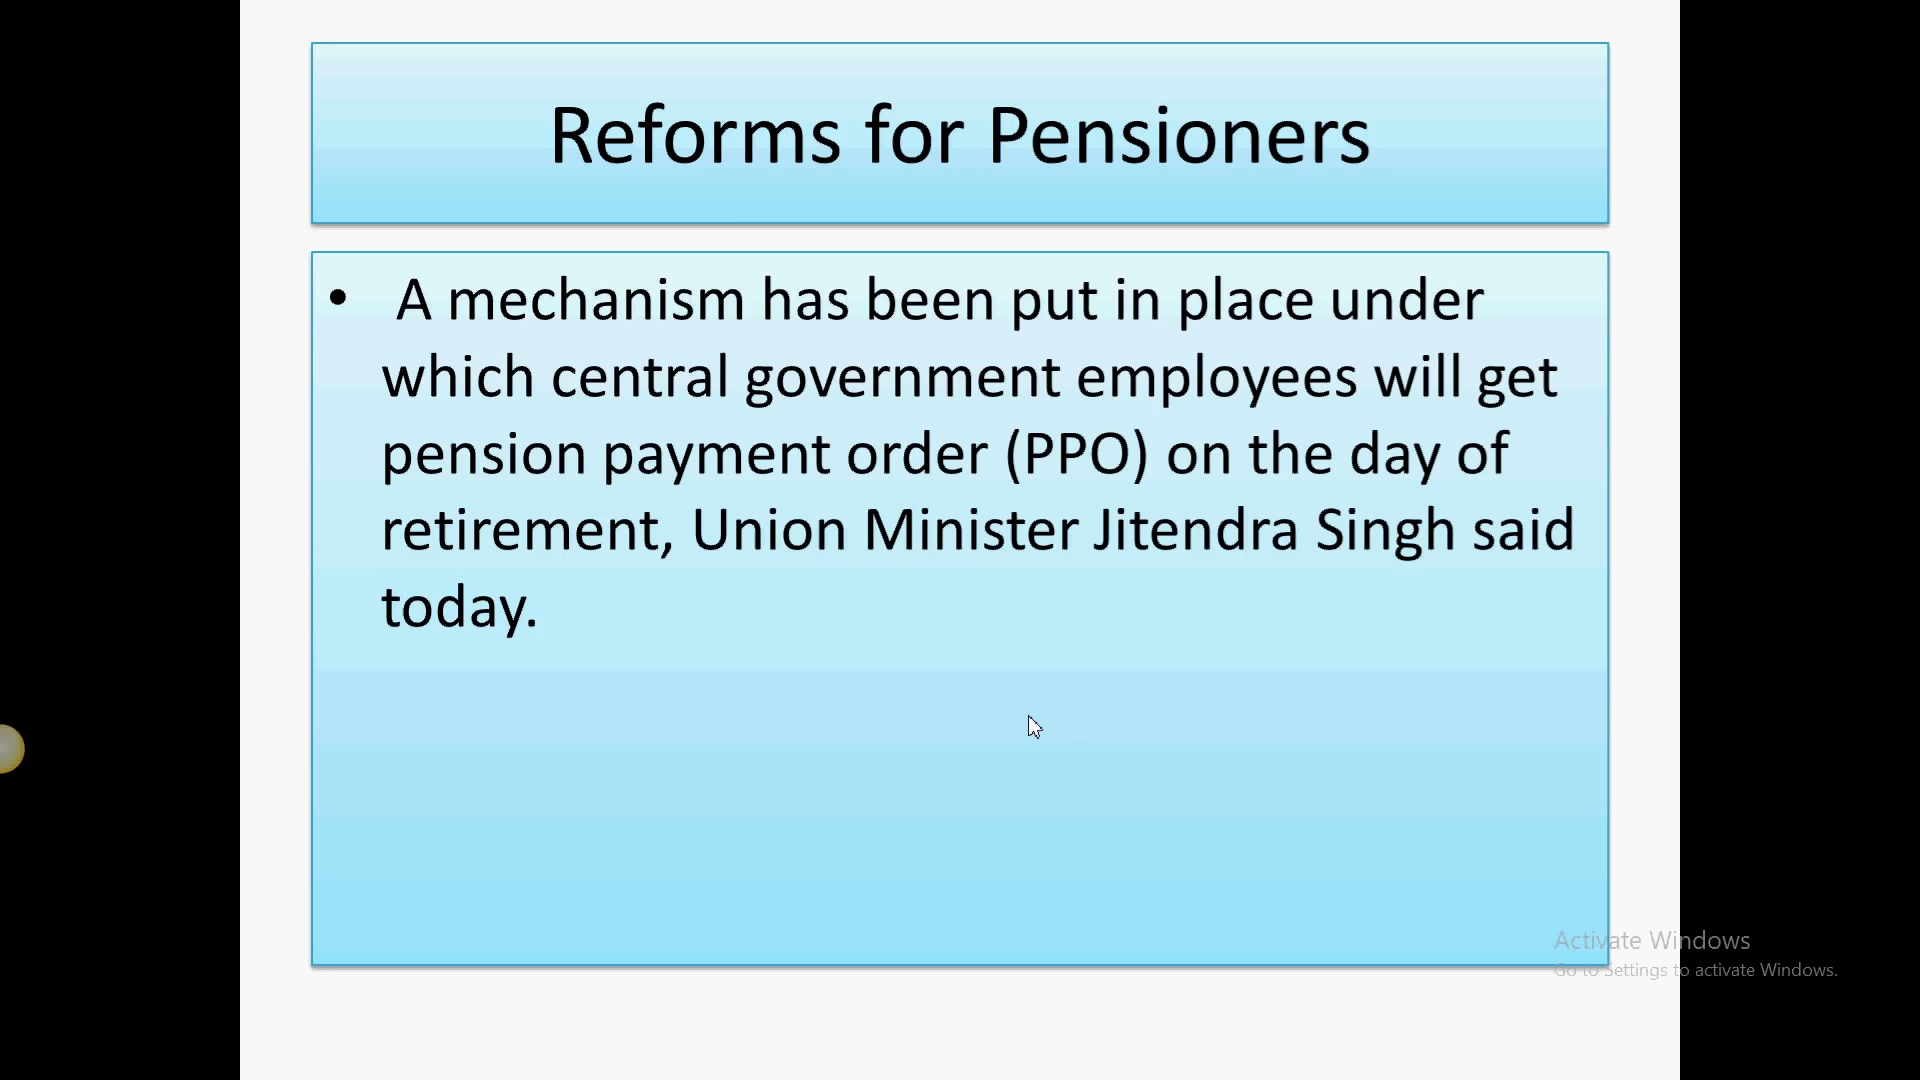 Reforms for Pensioners
• A mechanism has been put in place under
which central government employees will get
pension payment order (PPO) on the day of
retirement, Union Minister Jitendra Singh said
today.
Activate Windows
Go to Settings to activate Windows.